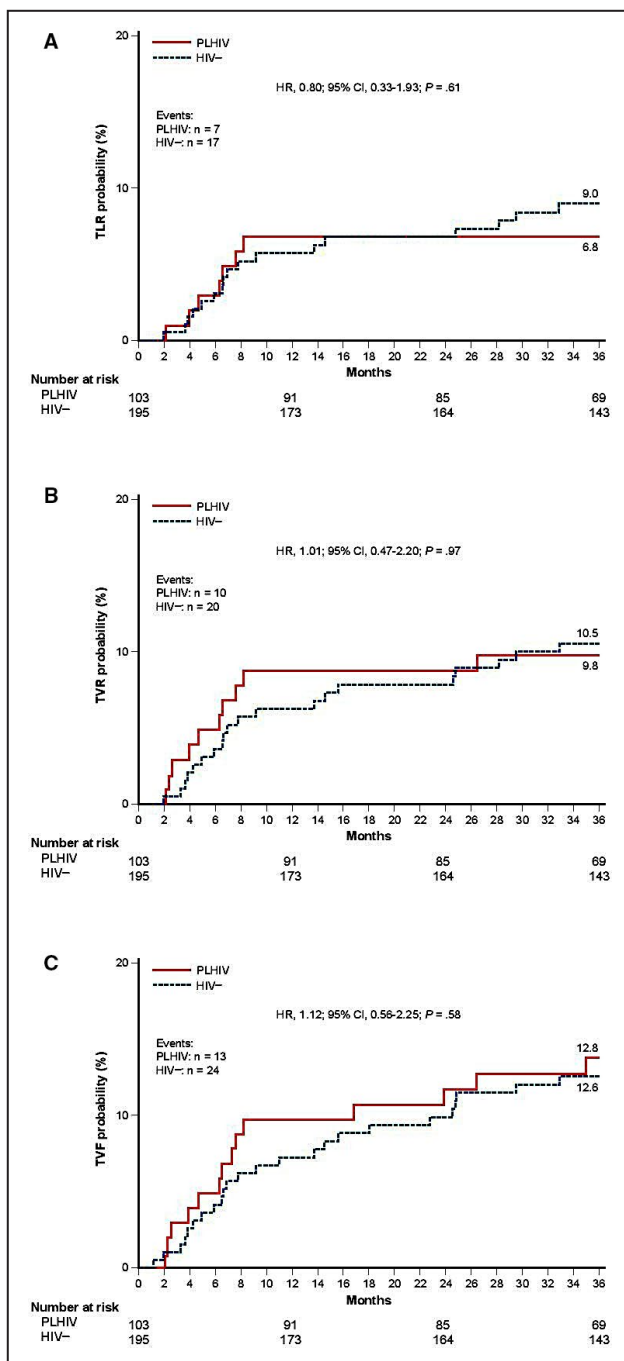 A
20
PLHIV
HIV–
HR, 0.80; 95% CI, 0.33-1.93; P = .61
Events:
PLHIV: n = 7
HIV–: n = 17
TLR probability (%)
10
9.0
6.8
0
0 2 4 6 8 10 12 14 16 18 20 22 24 26 28 30 32 34 36
Months
Number at risk
PLHIV 103 91 85 69
HIV– 195 173 164 143
B
20
PLHIV
HIV–
HR, 1.01; 95% CI, 0.47-2.20; P = .97
Events:
PLHIV: n = 10
HIV–: n = 20
TVR probability (%)
10
10.5
9.8
0
0 2 4 6 8 10 12 14 16 18 20 22 24 26 28 30 32 34 36
Months
Number at risk
PLHIV 103 91 85 69
HIV– 195 173 164 143
C
20
PLHIV
HIV–
HR, 1.12; 95% CI, 0.56-2.25; P = .58
Events:
PLHIV: n = 13
HIV–: n = 24
TVF probability (%)
10
12.8
12.6
0
0 2 4 6 8 10 12 14 16 18 20 22 24 26 28 30 32 34 36
Months
Number at risk
PLHIV 103 91 85 69
HIV– 195 173 164 143